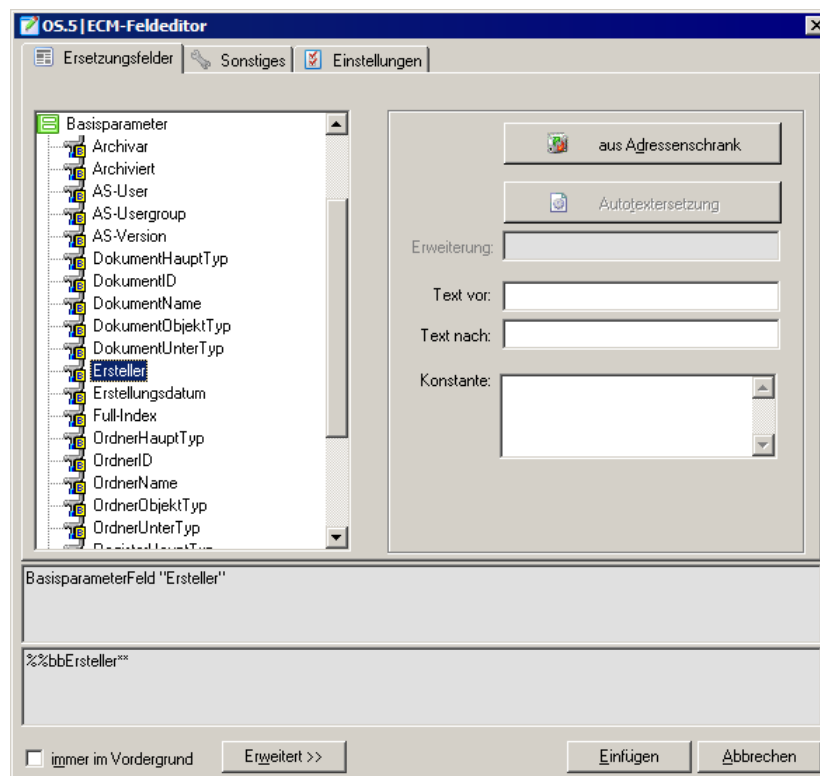 OS.5|ECM-Feldeditor
Ersetzungsfelder
Sonstiges
Einstellungen
Basisparameter
Archivar
Archiviert
AS-User
AS-Usergroup
AS-Version
DokumentHauptTyp
DokumentID
DokumentName
DokumentObjektTyp
DokumentUnterTyp
Ersteller
Erstellungsdatum
Full-Index
OrdnerHauptTyp
OrdnerID
OrdnerName
OrdnerObjektTyp
OrdnerUnterTyp
RegisterHauptTyp
aus Adressenschrank
Autotextersetzung
Erweiterung:
Text vor:
Text nach:
Konstante:
BasisparameterFeld "Ersteller"
%%bbErsteller**
immer im Vordergrund
Erweitert >>
Einfügen
Abbrechen